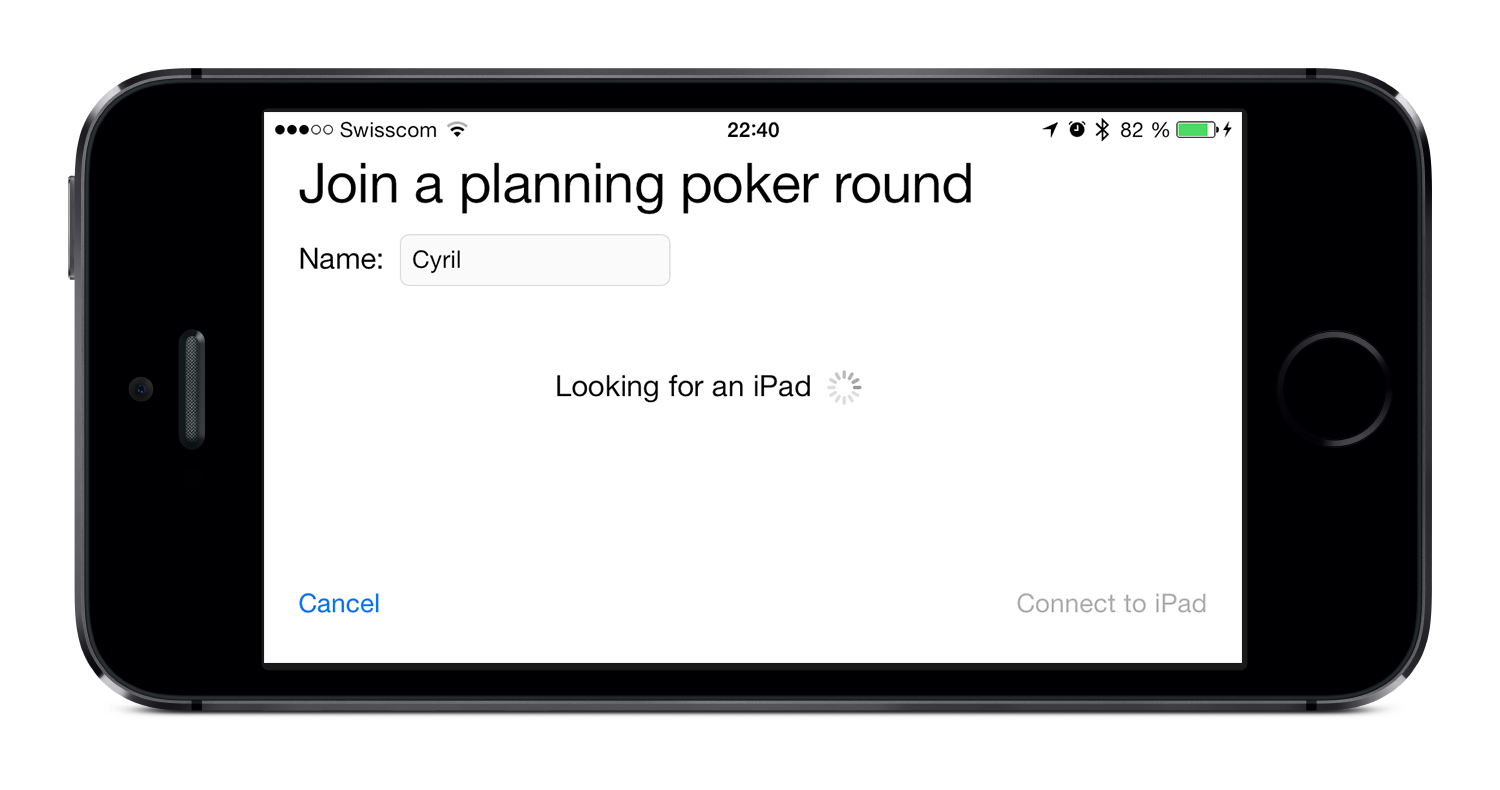 ●●●○○ Swisscom 22:40 82 %
Join a planning poker round
Name: Cyril
Looking for an iPad
Cancel Connect to iPad